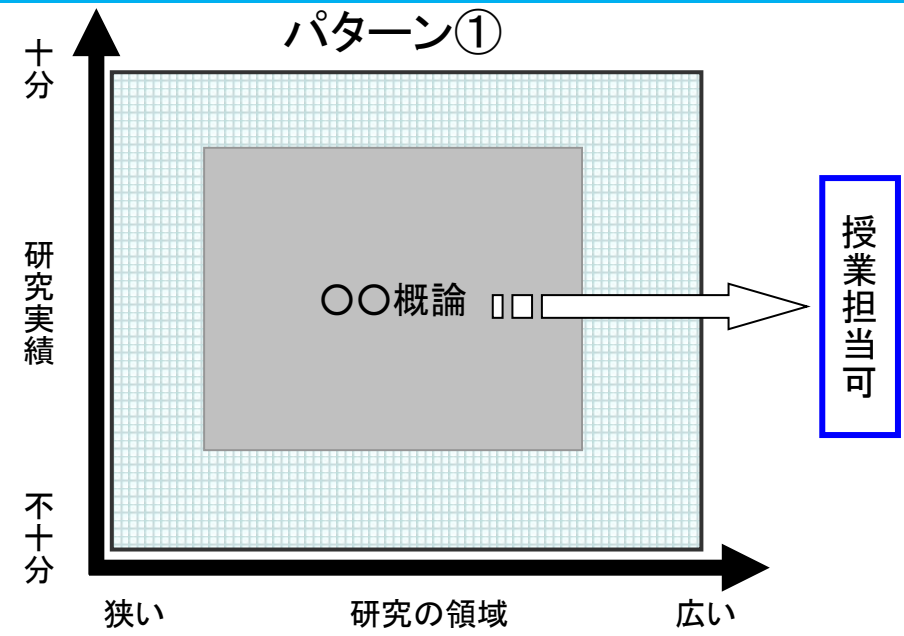 パターン①
十分
研究実績
不十分
〇〇概論
授業担当可
狭い
研究の領域
広い